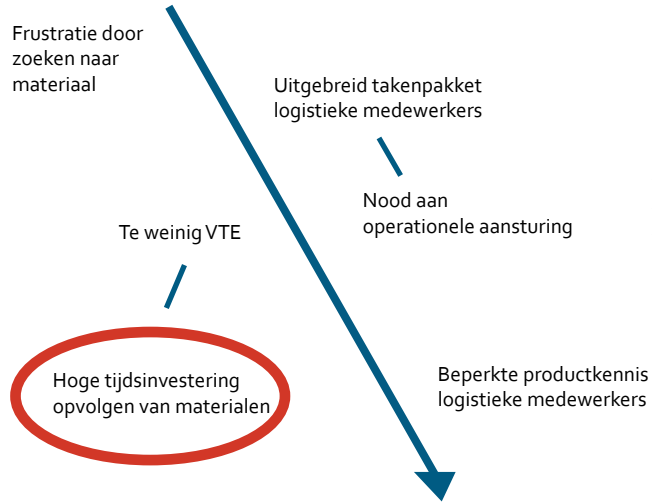 Frustratie door
zoeken naar
materiaal
Uitgebreid takenpakket
logistieke medewerkers
Nood aan
operationele aansturing
Te weinig VTE
Hoge tijdsinvestering
opvolgen van materialen
Beperkte productkennis
logistieke medewerkers